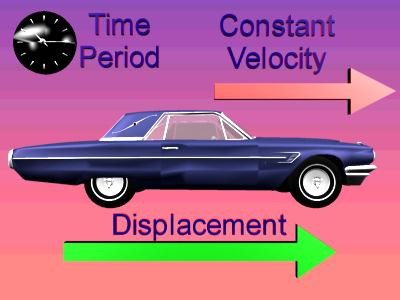 Time
Period
Constant
Velocity
Displacement